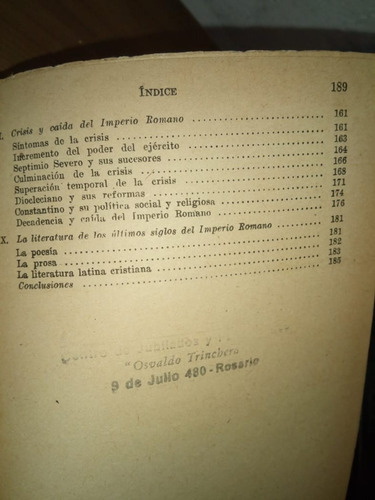 ÍNDICE 189
Crisis y caída del Imperio Romano 161
Síntomas de la crisis 161
Incremento del poder del ejército 163
Septimio Severo y sus sucesores 164
Culminación de la crisis 166
Superación temporal de la crisis 168
Diocleciano y sus reformas 171
Constantino y su política social y religiosa 174
Decadencia y caída del Imperio Romano 176
X. La literatura de los últimos siglos del Imperio Romano 181
La poesía 181
La prosa 182
La literatura latina cristiana 183
Conclusiones 185
Centro de Jubilados y
"Osvaldo Trinchero
9 de Julio 480 - Rosario